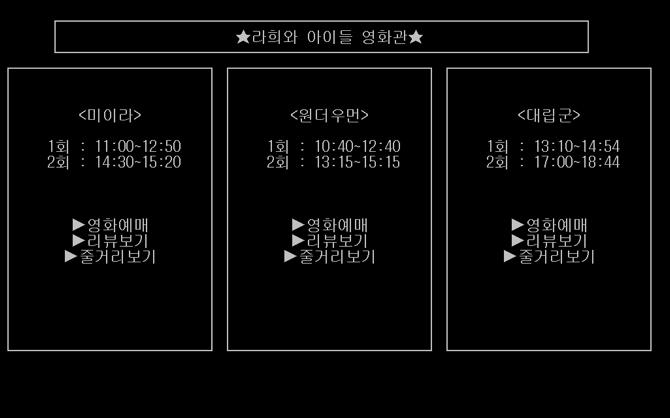 ★라희와 아이들 영화관★
<미이라>
1회 : 11:00~12:50
2회 : 14:30~15:20
▶영화예매
▶리뷰보기
▶줄거리보기
<원더우먼>
1회 : 10:40~12:40
2회 : 13:15~15:15
▶영화예매
▶리뷰보기
▶줄거리보기
<대립군>
1회 : 13:10~14:54
2회 : 17:00~18:44
▶영화예매
▶리뷰보기
▶줄거리보기